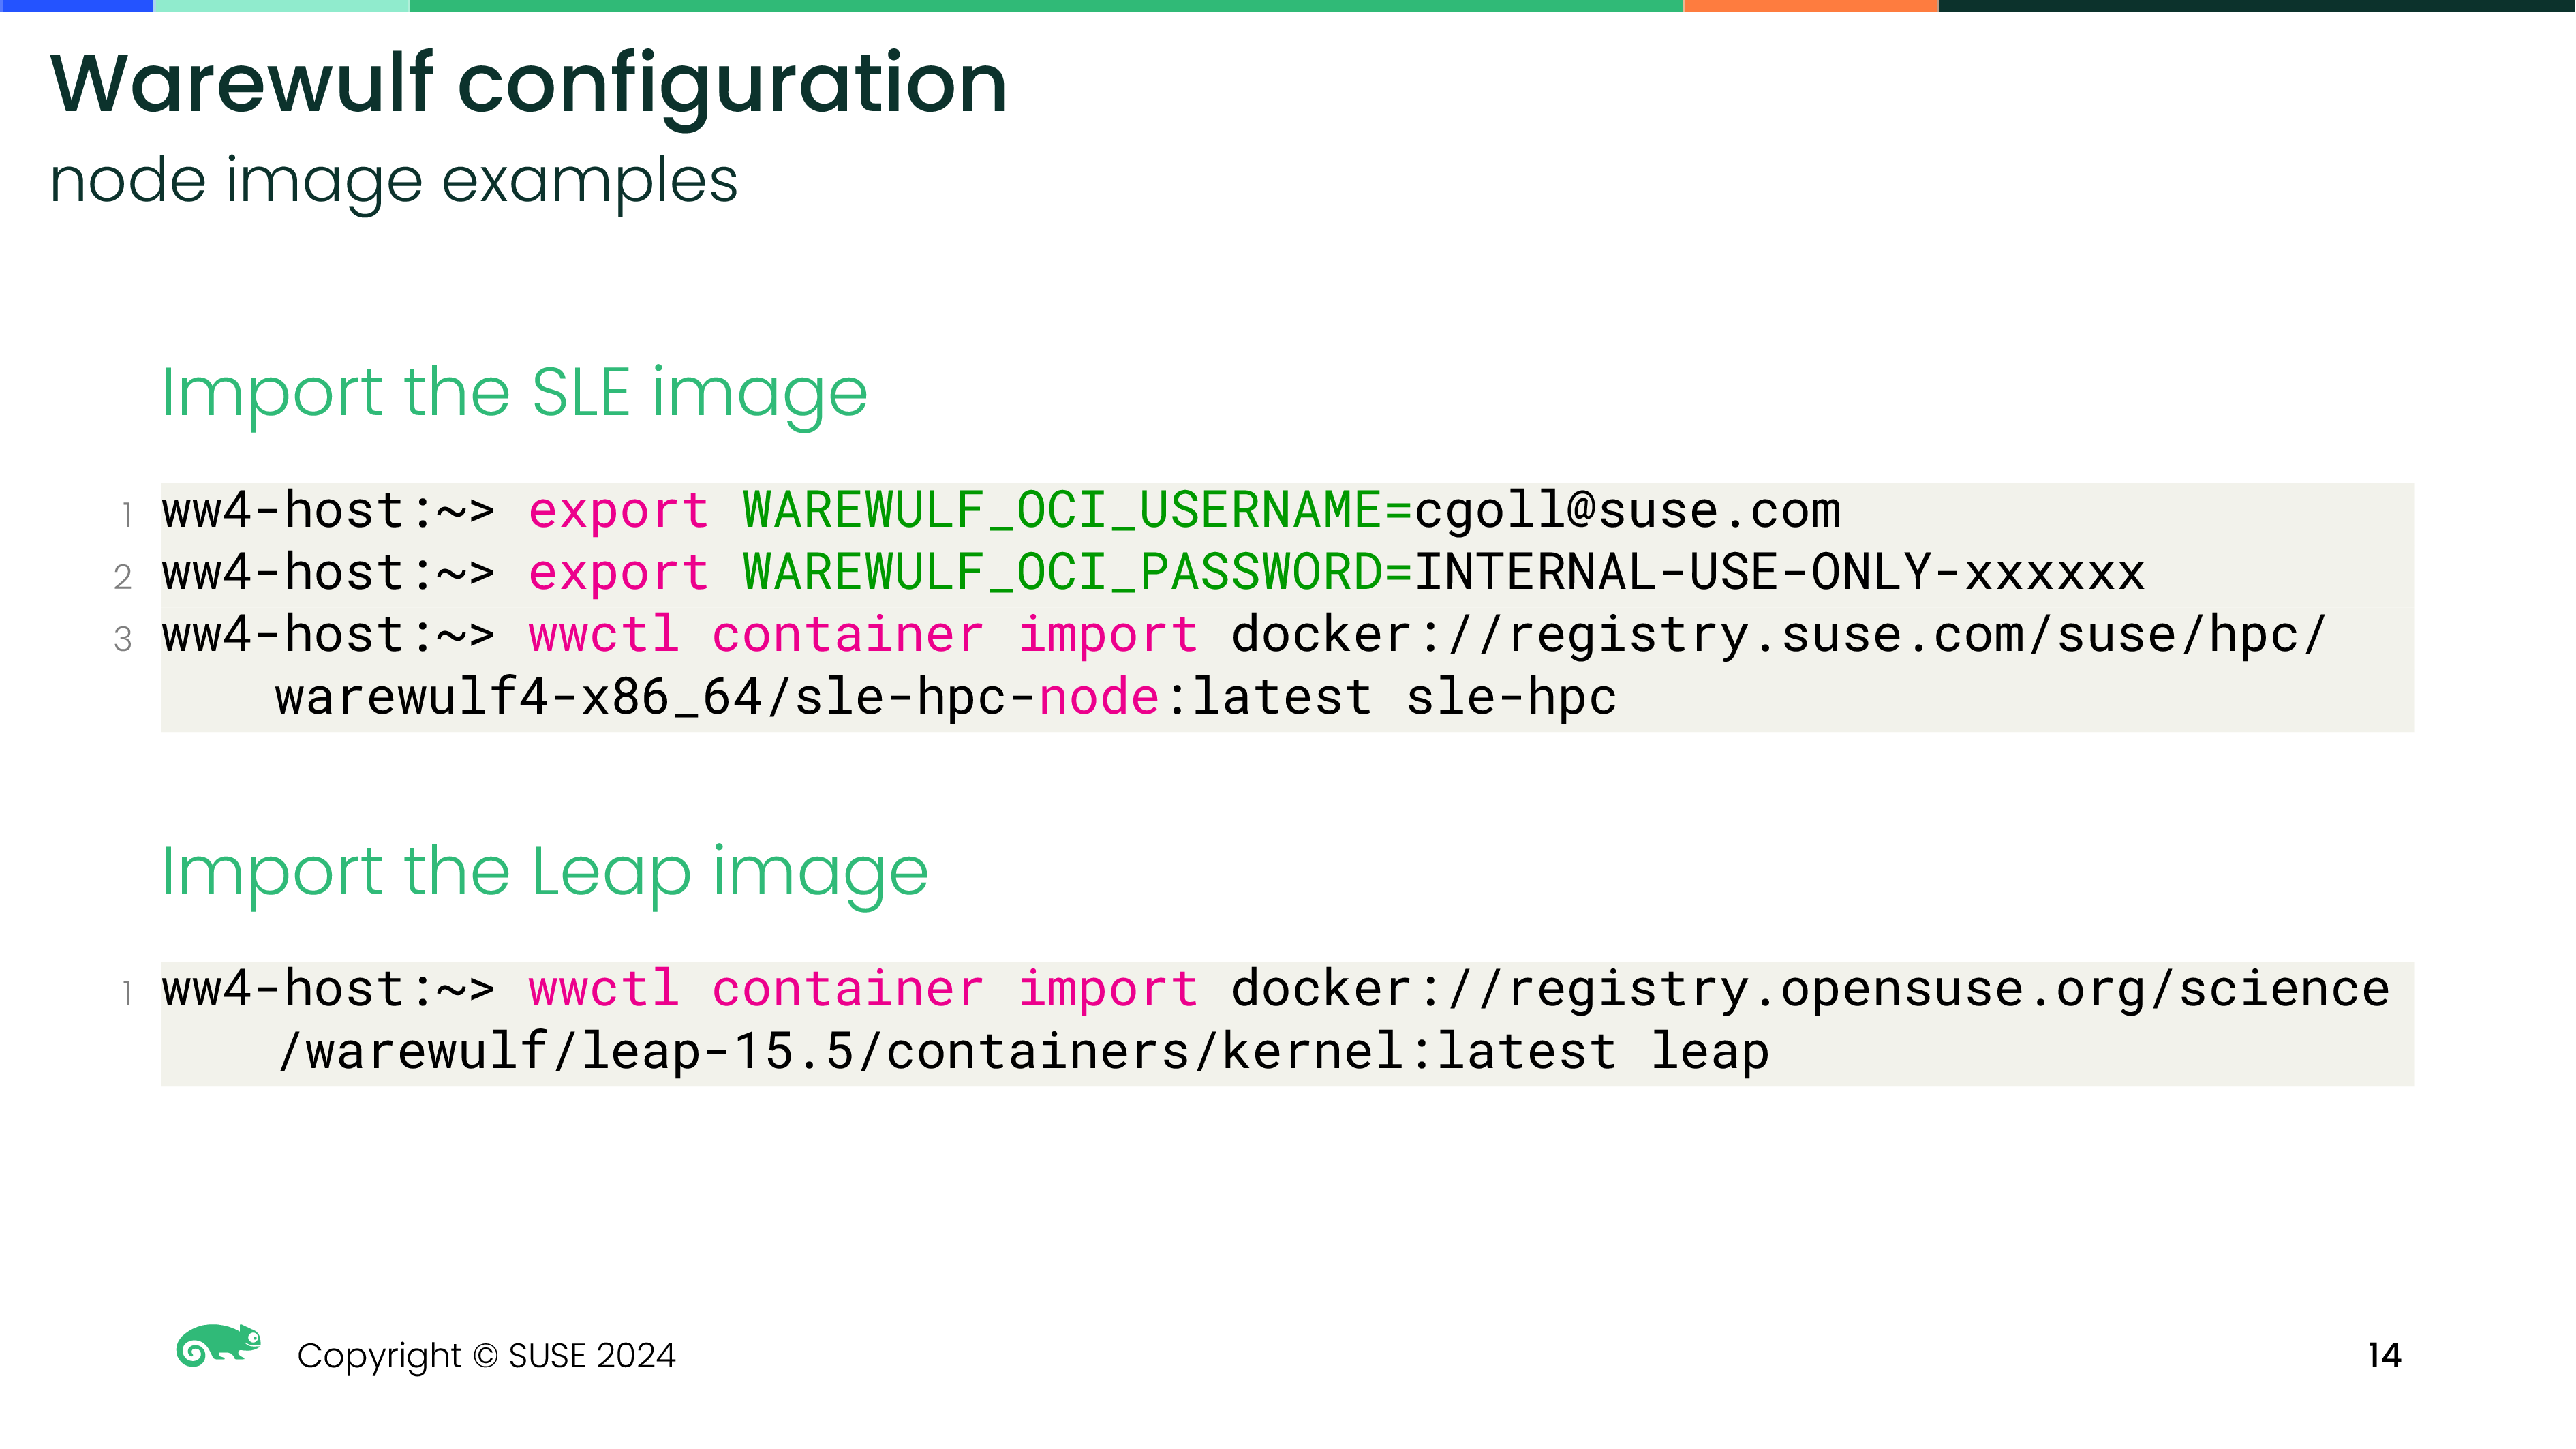 Warewulf configuration
node image examples
Import the SLE image
1 ww4-host:~> export WAREWULF_OCI_USERNAME=cgoll@suse.com
2 ww4-host:~> export WAREWULF_OCI_PASSWORD=INTERNAL-USE-ONLY-xxxxxx
3 ww4-host:~> wwctl container import docker://registry.suse.com/suse/hpc/
warewulf4-x86_64/sle-hpc-node:latest sle-hpc
Import the Leap image
1 ww4-host:~> wwctl container import docker://registry.opensuse.org/science
/warewulf/leap-15.5/containers/kernel:latest leap
Copyright © SUSE 2024
14